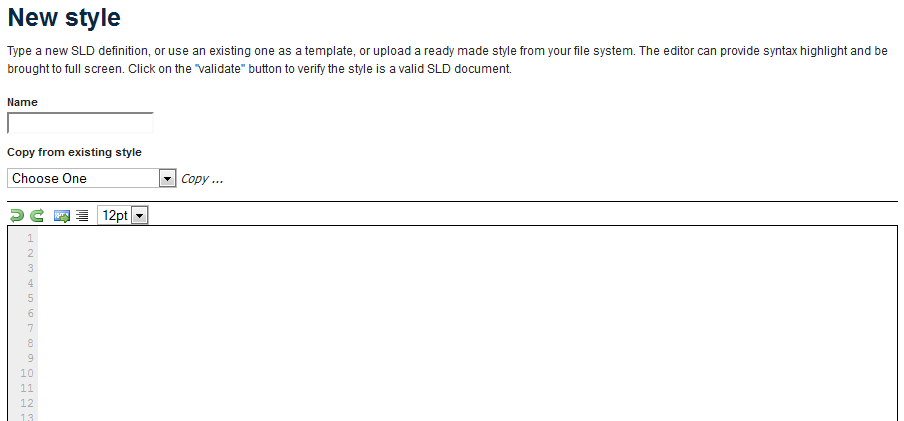 New style
Type a new SLD definition, or use an existing one as a template, or upload a ready made style from your file system. The editor can provide syntax highlight and be
brought to full screen. Click on the "validate" button to verify the style is a valid SLD document.
Name
Copy from existing style
Choose One Copy ...
12pt
1
2
3
4
5
6
7
8
9
10
11
12
13